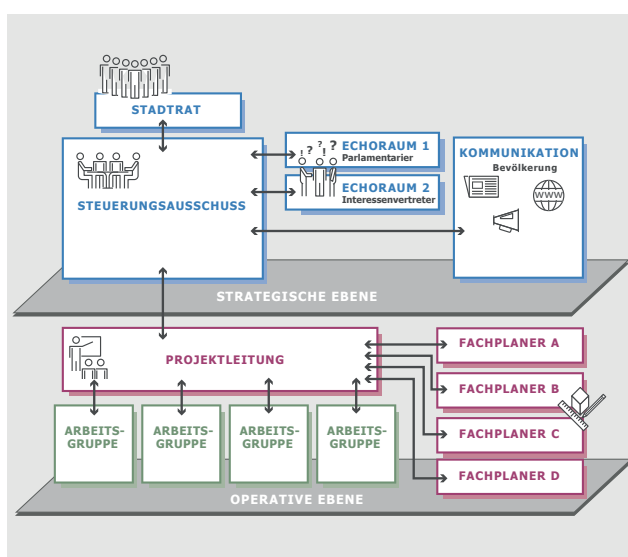 STADTRAT
STEUERUNGSAUSSCHUSS
! ? ? ! ?
ECHORAUM 1
Parlamentarier
ECHORAUM 2
Interessenvertreter
KOMMUNIKATION
Bevölkerung
WWW
STRATEGISCHE EBENE
PROJEKTLEITUNG
FACHPLANER A
FACHPLANER B
FACHPLANER C
FACHPLANER D
ARBEITS-
GRUPPE
ARBEITS-
GRUPPE
ARBEITS-
GRUPPE
ARBEITS-
GRUPPE
OPERATIVE EBENE